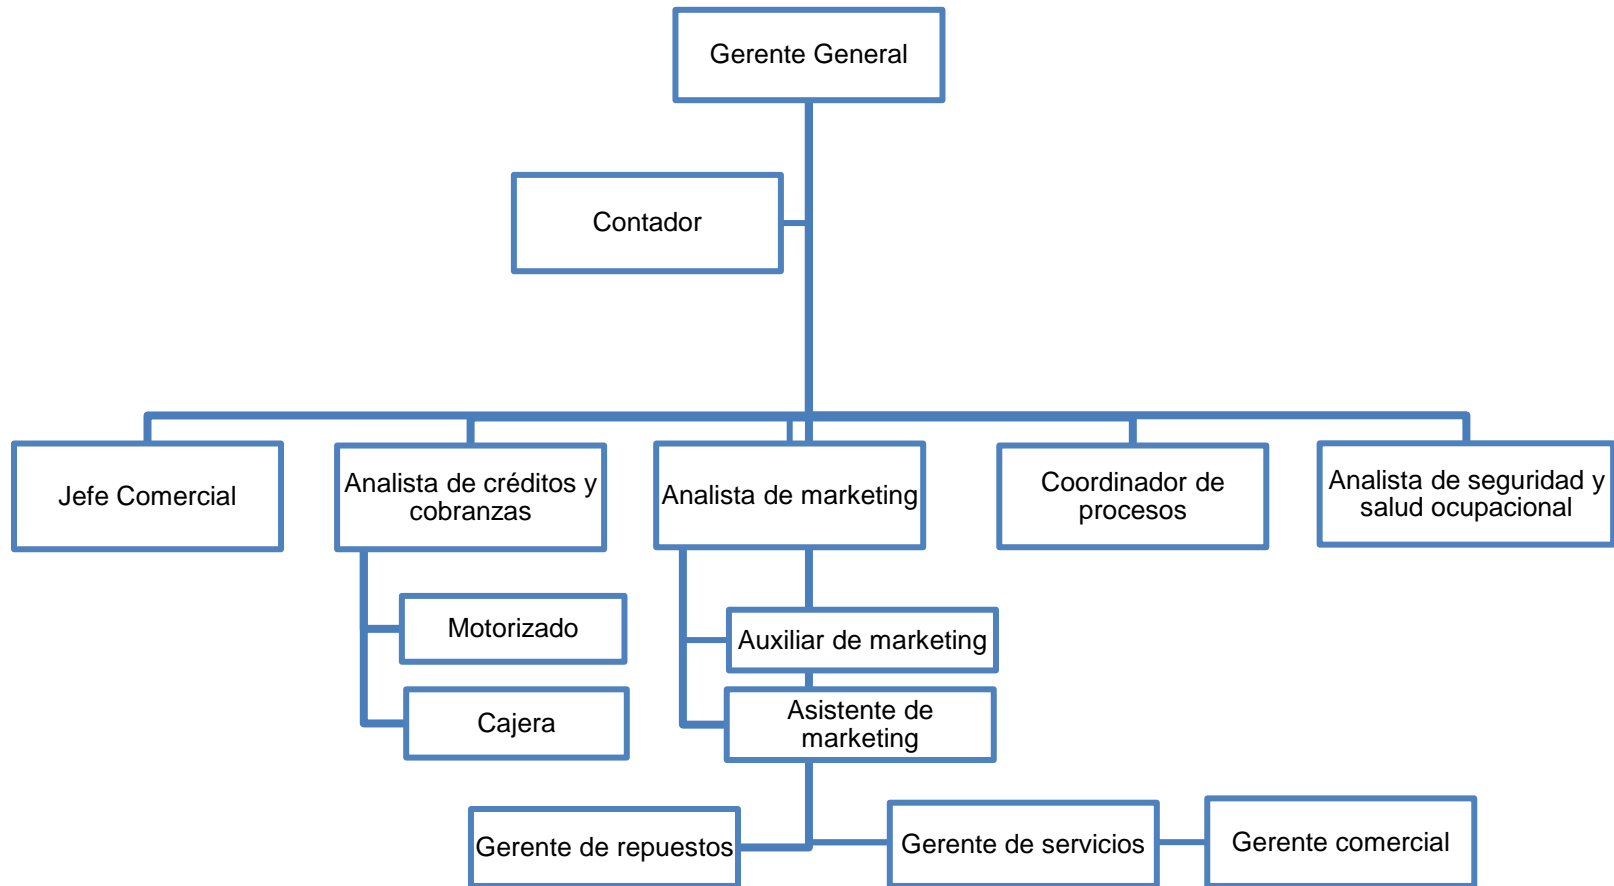 Gerente General
Contador
Jefe Comercial
Analista de créditos y
cobranzas
Analista de marketing
Coordinador de
procesos
Analista de seguridad y
salud ocupacional
Motorizado
Auxiliar de marketing
Cajera
Asistente de
marketing
Gerente de repuestos
Gerente de servicios
Gerente comercial